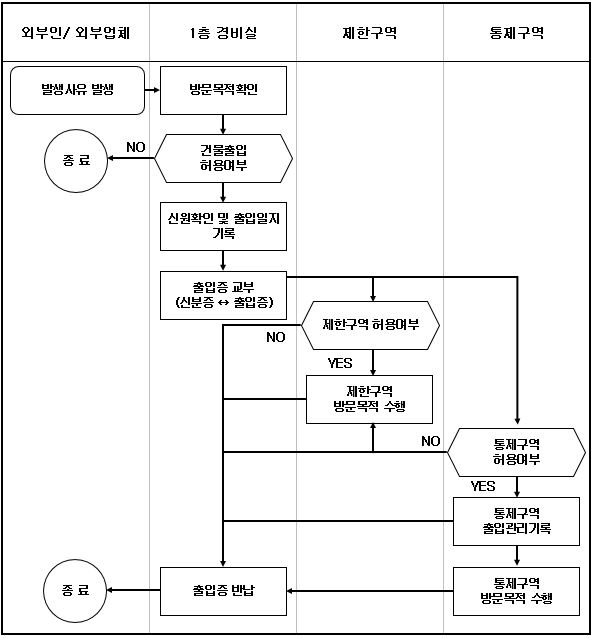 외부인/ 외부업체
1층 경비실
제한구역
통제구역
발생사유 발생
방문목적확인
종 료
NO
건물출입
허용여부
신원확인 및 출입일지
기록
출입증 교부
(신분증 ↔ 출입증)
제한구역 허용여부
NO
YES
제한구역
방문목적 수행
NO
통제구역
허용여부
YES
통제구역
출입관리기록
종 료
출입증 반납
통제구역
방문목적 수행